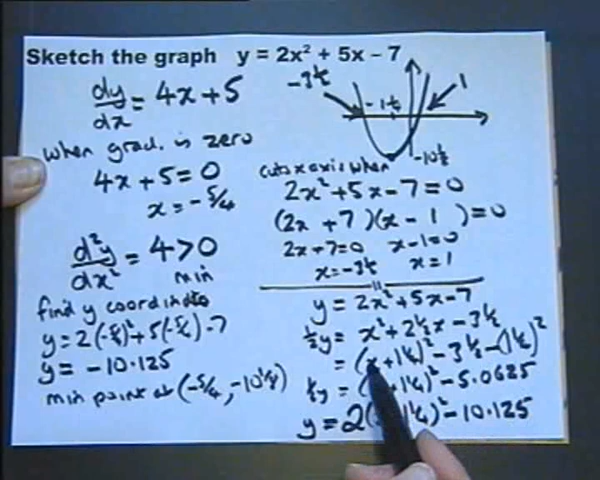 Sketch the graph y = 2x² + 5x - 7
dy/dx = 4x + 5
when grad. is zero
4x + 5 = 0
x = -5/4
d²y/dx² = 4 > 0
min
find y coordinate
y = 2(-5/4)² + 5(-5/4) - 7
y = -10.125
min point at (-5/4, -10⅛)
-3½
1
-1¼
-10⅛
cuts x axis when
2x² + 5x - 7 = 0
(2x + 7)(x - 1) = 0
2x + 7 = 0 x - 1 = 0
x = -3½ x = 1
y = 2x² + 5x - 7
½y = x² + 2½x - 3½
= (x + 1¼)² - 3½ - (1¼)²
½y = ( + 1¼)² - 5.0625
y = 2( 1¼)² - 10.125